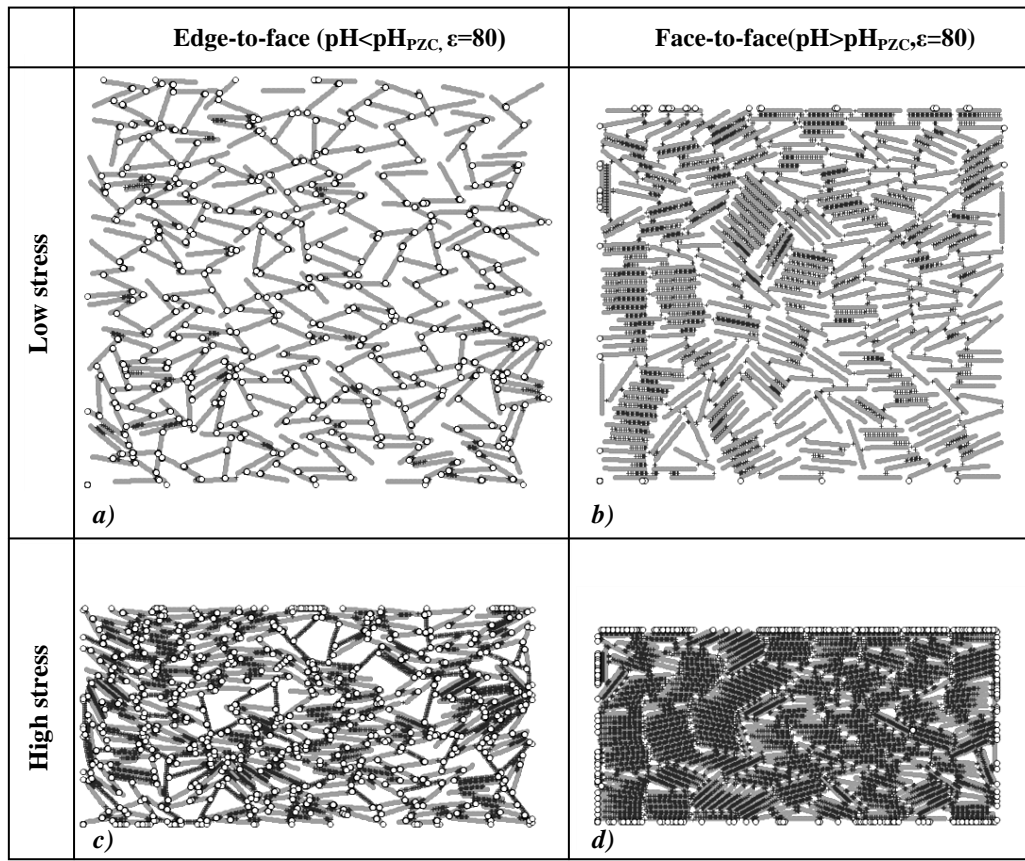 Edge-to-face (pH<pHPZC, ε=80)
Face-to-face(pH>pHPZC,ε=80)
Low stress
a)
b)
High stress
c)
d)